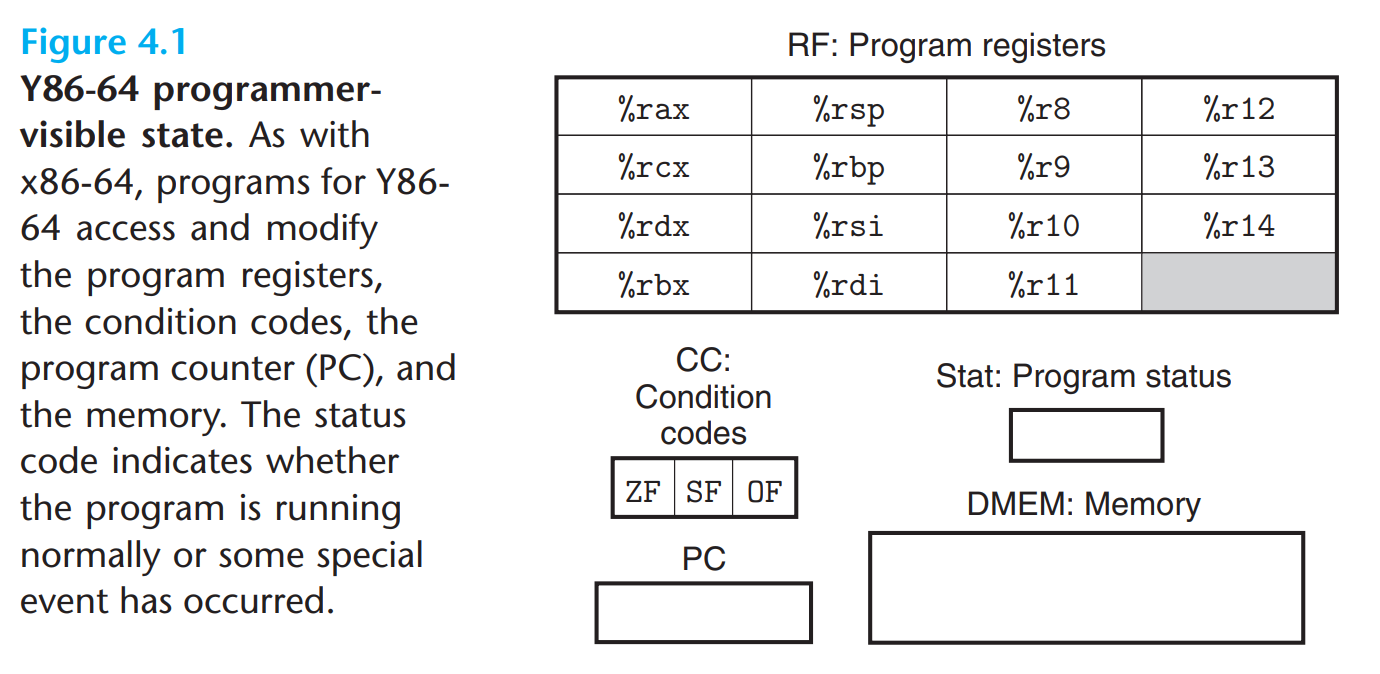 Figure 4.1
Y86-64 programmer-
visible state. As with
x86-64, programs for Y86-
64 access and modify
the program registers,
the condition codes, the
program counter (PC), and
the memory. The status
code indicates whether
the program is running
normally or some special
event has occurred.
RF: Program registers
%rax %rsp %r8 %r12
%rcx %rbp %r9 %r13
%rdx %rsi %r10 %r14
%rbx %rdi %r11
CC:
Condition
codes
ZF SF OF
PC
Stat: Program status
DMEM: Memory